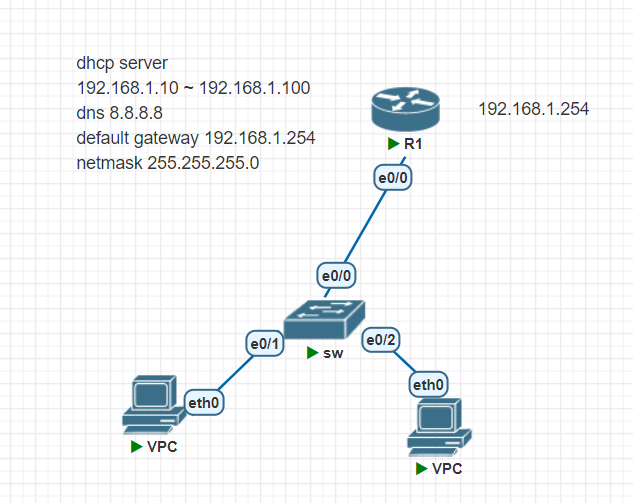 dhcp server
192.168.1.10 ~ 192.168.1.100
dns 8.8.8.8
default gateway 192.168.1.254
netmask 255.255.255.0
192.168.1.254
R1
e0/0
e0/0
sw
e0/1
e0/2
eth0
eth0
VPC
VPC